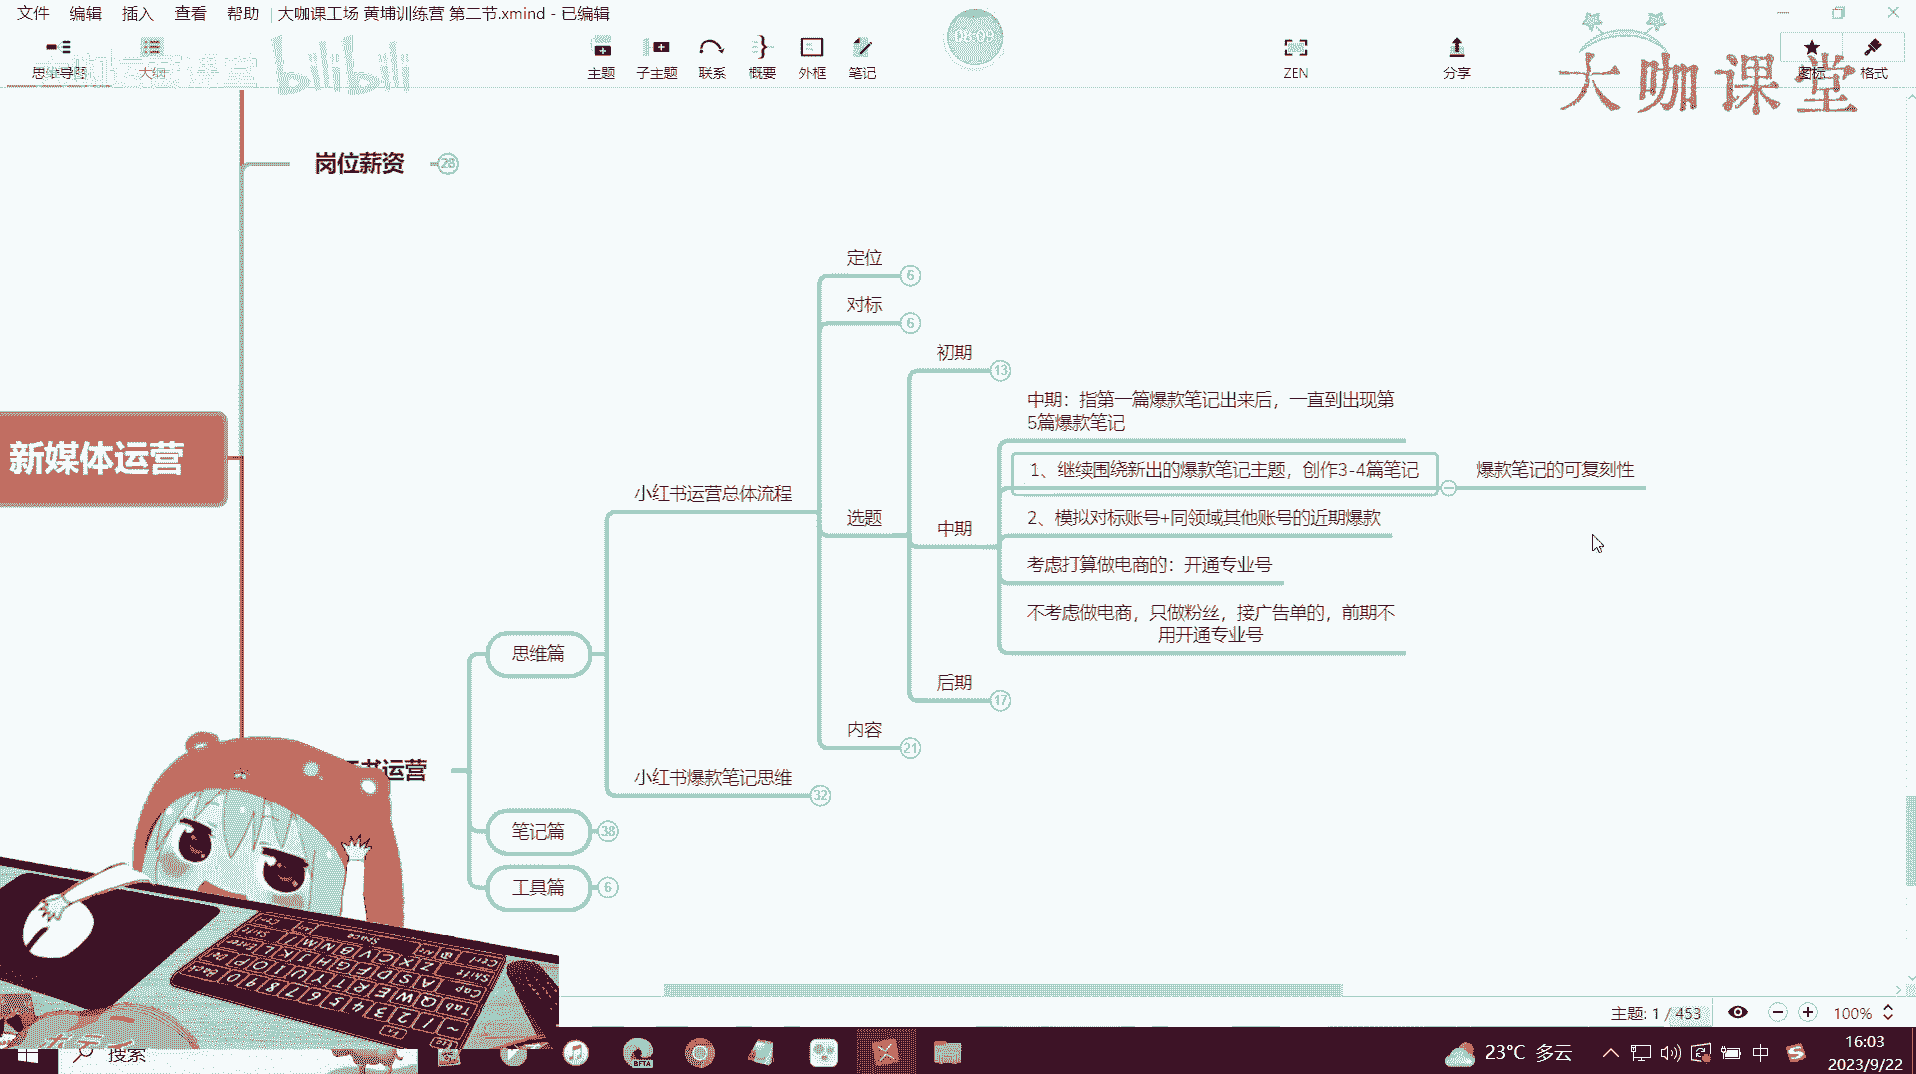 文件 编辑 插入 查看 帮助 大咖课工场 黄埔训练营 第二节.xmind - 已编辑
bilibili
08:09
思维导图 大纲 主题 子主题 联系 概要 外框 笔记 ZEN 分享 图标 格式
大咖课堂
岗位薪资 28
定位 6
对标 6
初期 13
中期：指第一篇爆款笔记出来后，一直到出现第
5篇爆款笔记
1、继续围绕新出的爆款笔记主题，创作3-4篇笔记 爆款笔记的可复刻性
新媒体运营
小红书运营总体流程
选题
中期
2、模拟对标账号+同领域其他账号的近期爆款
考虑打算做电商的：开通专业号
不考虑做电商，只做粉丝，接广告单的，前期不
用开通专业号
思维篇
后期 17
内容 21
书运营
小红书爆款笔记思维 32
笔记篇 38
工具篇 6
主题: 1 / 453 100%
搜索
BETA
23°C 多云 中 16:03
2023/9/22